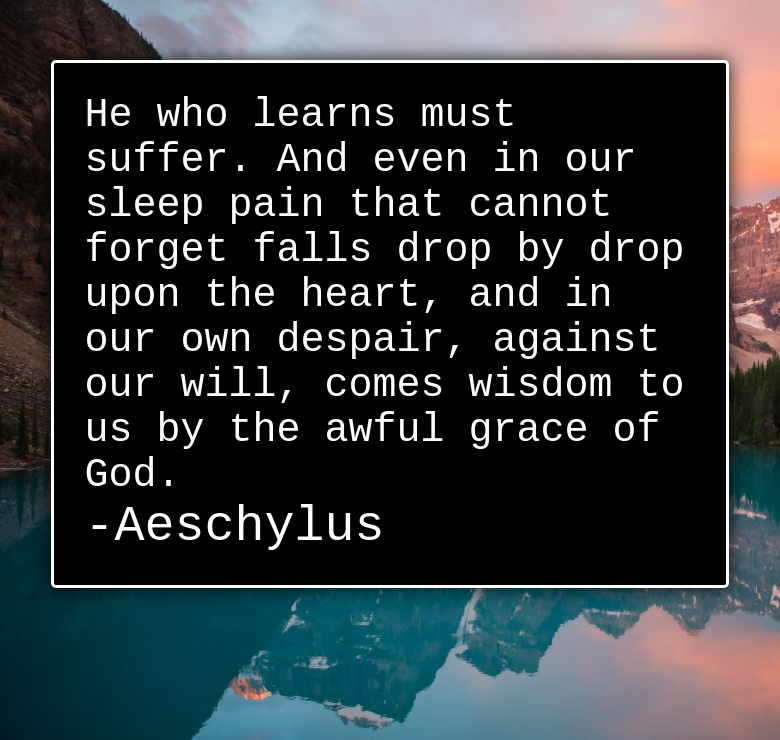 He who learns must
suffer. And even in our
sleep pain that cannot
forget falls drop by drop
upon the heart, and in
our own despair, against
our will, comes wisdom to
us by the awful grace of
God.
-Aeschylus